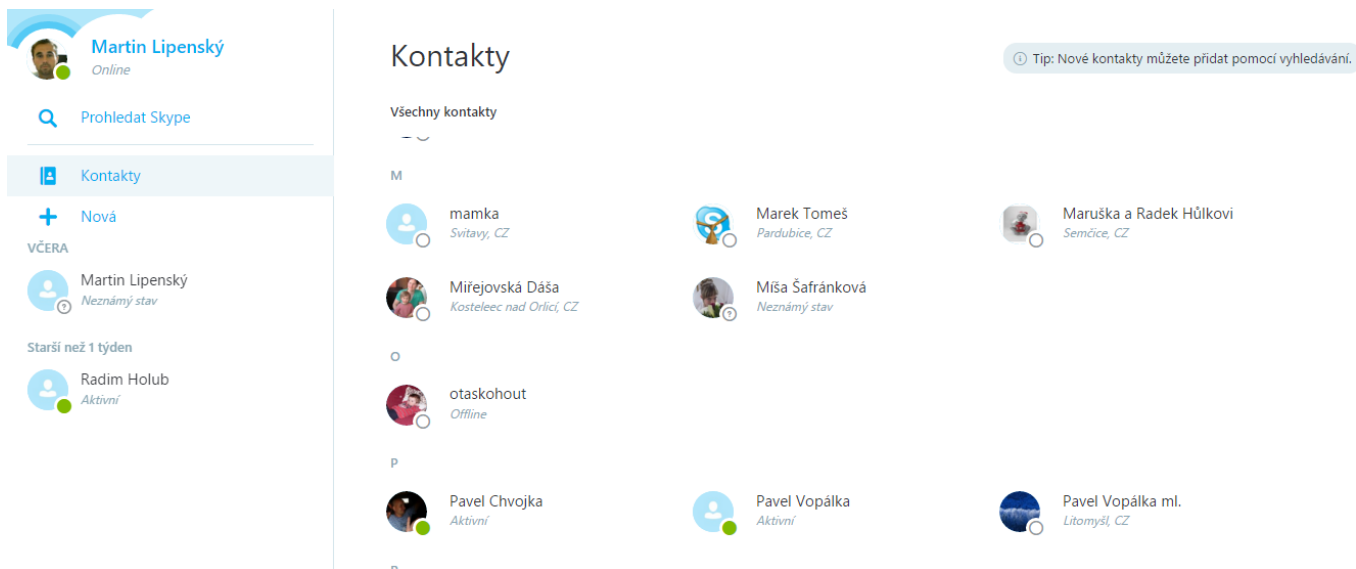 Martin Lipenský
Online
Prohledat Skype
Kontakty
Nová
VČERA
Martin Lipenský
Neznámý stav
Starší než 1 týden
Radim Holub
Aktivní
Kontakty
Tip: Nové kontakty můžete přidat pomocí vyhledávání.
Všechny kontakty
M
mamka
Svitavy, CZ
Marek Tomeš
Pardubice, CZ
Maruška a Radek Hůlkovi
Semčice, CZ
Miřejovská Dáša
Kosteleec nad Orlicí, CZ
Míša Šafránková
Neznámý stav
O
otaskohout
Offline
P
Pavel Chvojka
Aktivní
Pavel Vopálka
Aktivní
Pavel Vopálka ml.
Litomyšl, CZ